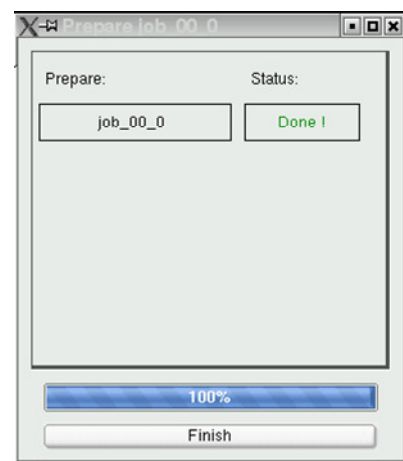 Prepare job_00_0
Prepare: Status:
job_00_0 Done !
100%
Finish